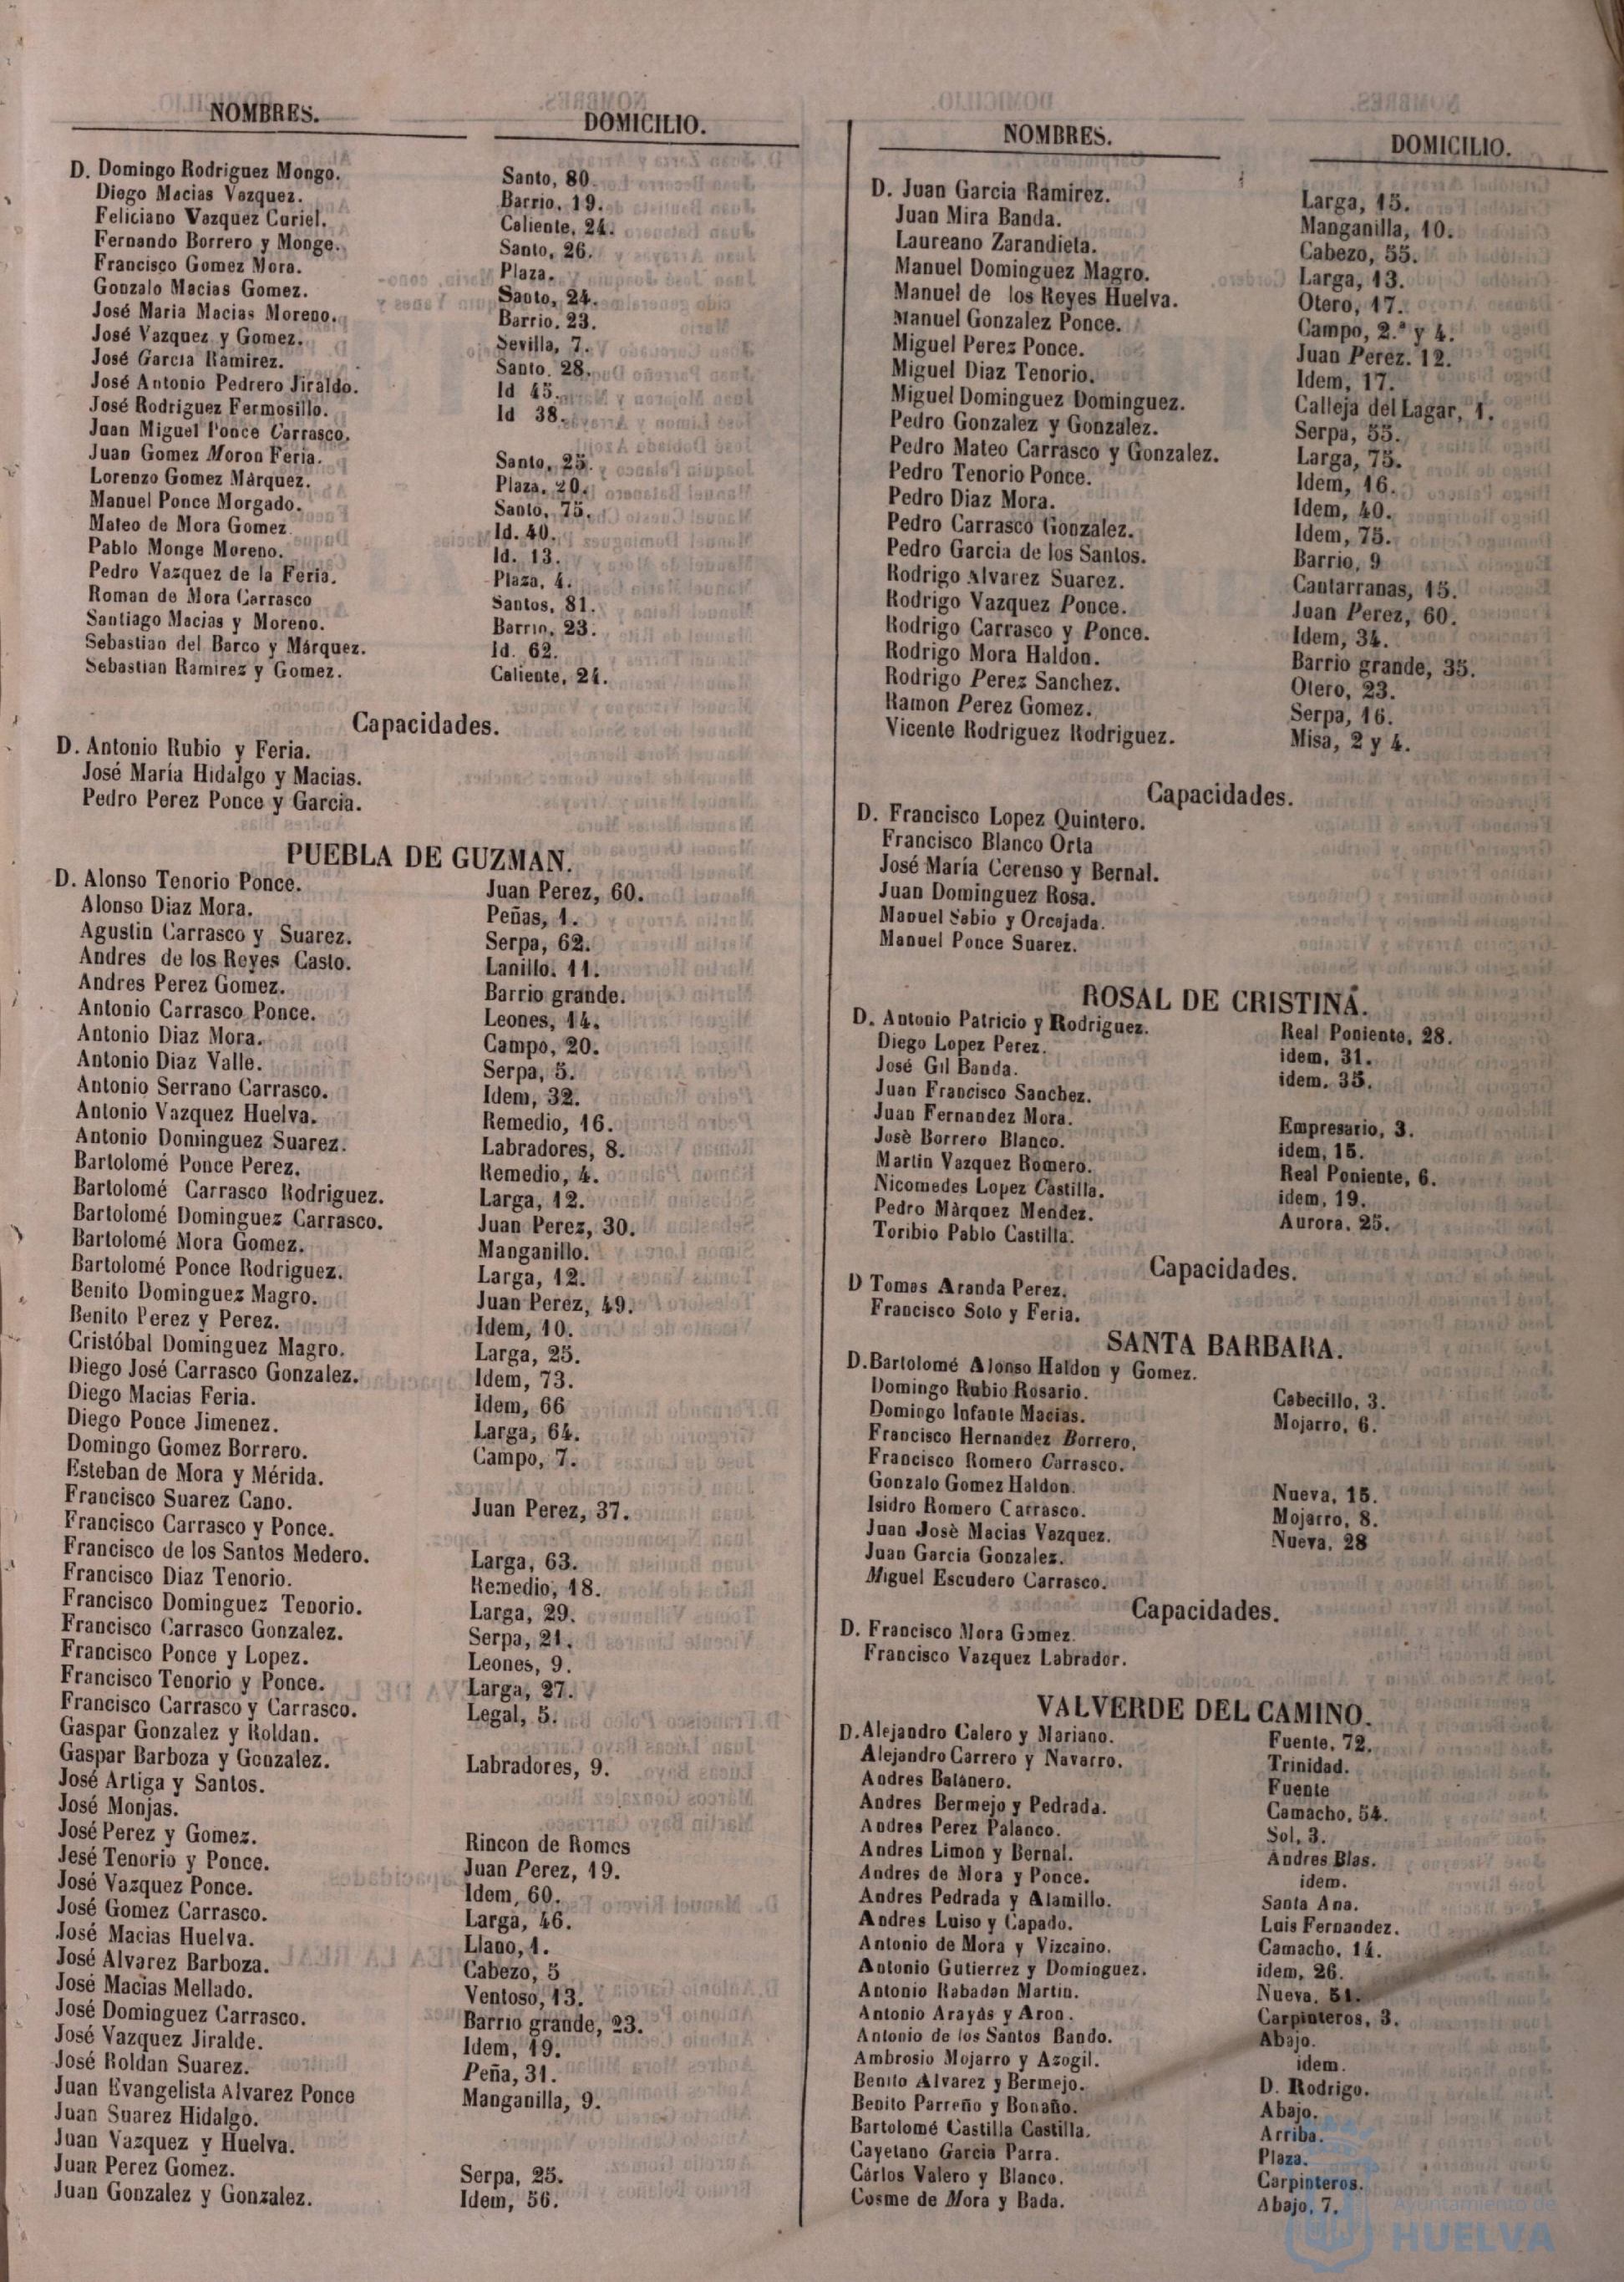 NOMBRES. DOMICILIO.
D. Domingo Rodriguez Mongo. Santo, 80.
Diego Macias Vazquez. Barrio, 19.
Feliciano Vazquez Curiel. Caliente, 24.
Fernando Borrero y Monge. Santo, 26.
Francisco Gomez Mora. Plaza.
Gonzalo Macias Gomez. Santo, 24.
José Maria Macias Moreno. Barrio, 23.
José Vazquez y Gomez. Sevilla, 7.
José Garcia Ramirez. Santo, 28.
José Antonio Pedrero Jiraldo. Id 45.
José Rodriguez Fermosillo. Id 38.
Juan Miguel Ponce Carrasco.
Juan Gomez Moron Feria. Santo, 25.
Lorenzo Gomez Márquez. Plaza, 20.
Manuel Ponce Morgado. Santo, 75.
Mateo de Mora Gomez Id. 40.
Pablo Monge Moreno. Id. 13.
Pedro Vazquez de la Feria. Plaza, 4.
Roman de Mora Carrasco Santos, 81.
Santiago Macias y Moreno. Barrio, 23.
Sebastian del Barco y Márquez. Id. 62.
Sebastian Ramirez y Gomez. Caliente, 24.
Capacidades.
D. Antonio Rubio y Feria.
José María Hidalgo y Macias.
Pedro Perez Ponce y Garcia.
PUEBLA DE GUZMAN.
D. Alonso Tenorio Ponce. Juan Perez, 60.
Alonso Diaz Mora. Peñas, 1.
Agustin Carrasco y Suarez. Serpa, 62.
Andres de los Reyes Casto. Lanillo. 11.
Andres Perez Gomez. Barrio grande.
Antonio Carrasco Ponce. Leones, 14.
Antonio Diaz Mora. Campo, 20.
Antonio Diaz Valle. Serpa, 5.
Antonio Serrano Carrasco. Idem, 32.
Antonio Vazquez Huelva. Remedio, 16.
Antonio Dominguez Suarez. Labradores, 8.
Bartolomé Ponce Perez. Remedio, 4.
Bartolomé Carrasco Rodriguez. Larga, 12.
Bartolomé Dominguez Carrasco. Juan Perez, 30.
Bartolomé Mora Gomez. Manganillo.
Bartolomé Ponce Rodriguez. Larga, 12.
Benito Dominguez Magro. Juan Perez, 49.
Benito Perez y Perez. Idem, 10.
Cristóbal Dominguez Magro. Larga, 25.
Diego José Carrasco Gonzalez. Idem, 73.
Diego Macias Feria. Idem, 66
Diego Ponce Jimenez. Larga, 64.
Domingo Gomez Borrero. Campo, 7.
Esteban de Mora y Mérida.
Francisco Suarez Cano. Juan Perez, 37.
Francisco Carrasco y Ponce.
Francisco de los Santos Medero. Larga, 63.
Francisco Diaz Tenorio. Remedio, 18.
Francisco Dominguez Tenorio. Larga, 29.
Francisco Carrasco Gonzalez. Serpa, 21.
Francisco Ponce y Lopez. Leones, 9.
Francisco Tenorio y Ponce. Larga, 27.
Francisco Carrasco y Carrasco. Legal, 5.
Gaspar Gonzalez y Roldan.
Gaspar Barboza y Gonzalez. Labradores, 9.
José Artiga y Santos.
José Monjas.
José Perez y Gomez. Rincon de Romes
Jesé Tenorio y Ponce. Juan Perez, 19.
José Vazquez Ponce. Idem, 60.
José Gomez Carrasco. Larga, 46.
José Macias Huelva. Llano, 1.
José Alvarez Barboza. Cabezo, 5
José Macias Mellado. Ventoso, 13.
José Dominguez Carrasco. Barrio grande, 23.
José Vazquez Jiralde. Idem, 19.
José Roldan Suarez. Peña, 31.
Juan Evangelista Alvarez Ponce Manganilla, 9.
Juan Suarez Hidalgo.
Juan Vazquez y Huelva.
Juan Perez Gomez. Serpa, 25.
Juan Gonzalez y Gonzalez. Idem, 56.
NOMBRES. DOMICILIO.
D. Juan Garcia Ramirez. Larga, 15.
Juan Mira Banda. Manganilla, 10.
Laureano Zarandieta. Cabezo, 55.
Manuel Dominguez Magro. Larga, 13.
Manuel de los Reyes Huelva. Otero, 17.
Manuel Gonzalez Ponce. Campo, 2.º y 4.
Miguel Perez Ponce. Juan Perez. 12.
Miguel Diaz Tenorio. Idem, 17.
Miguel Dominguez Dominguez. Calleja del Lagar, 1.
Pedro Gonzalez y Gonzalez. Serpa, 55.
Pedro Mateo Carrasco y Gonzalez. Larga, 75.
Pedro Tenorio Ponce. Idem, 16.
Pedro Diaz Mora. Idem, 40.
Pedro Carrasco Gonzalez. Idem, 75.
Pedro Garcia de los Santos. Barrio, 9
Rodrigo Alvarez Suarez. Cantarranas, 15.
Rodrigo Vazquez Ponce. Juan Perez, 60.
Rodrigo Carrasco y Ponce. Idem, 34.
Rodrigo Mora Haldon. Barrio grande, 35.
Rodrigo Perez Sanchez. Otero, 23.
Ramon Perez Gomez. Serpa, 16.
Vicente Rodriguez Rodriguez. Misa, 2 y 4.
Capacidades.
D. Francisco Lopez Quintero.
Francisco Blanco Orta
José María Cerenso y Bernal.
Juan Dominguez Rosa.
Manuel Sabio y Orcajada.
Manuel Ponce Suarez.
ROSAL DE CRISTINA.
D. Antonio Patricio y Rodriguez. Real Poniente, 28.
Diego Lopez Perez. idem, 31.
José Gil Banda. idem. 35.
Juan Francisco Sanchez.
Juan Fernandez Mora. Empresario, 3.
Josè Borrero Blanco. idem, 15.
Martin Vazquez Romero. Real Poniente, 6.
Nicomedes Lopez Castilla. idem, 19.
Pedro Màrquez Mendez. Aurora. 25.
Toribio Pablo Castilla.
Capacidades.
D Tomas Aranda Perez.
Francisco Soto y Feria.
SANTA BARBARA.
D. Bartolomé Alonso Haldon y Gomez.
Domingo Rubio Rosario. Cabecillo, 3.
Domingo Infante Macias. Mojarro, 6.
Francisco Hernandez Borrero.
Francisco Romero Carrasco.
Gonzalo Gomez Haldon. Nueva, 15.
Isidro Romero Carrasco. Mojarro, 8.
Juan Josè Macias Vazquez. Nueva, 28
Juan Garcia Gonzalez.
Miguel Escudero Carrasco.
Capacidades.
D. Francisco Mora Gomez.
Francisco Vazquez Labrador.
VALVERDE DEL CAMINO.
D. Alejandro Calero y Mariano. Fuente, 72.
Alejandro Carrero y Navarro. Trinidad.
Andres Balanero. Fuente
Andres Bermejo y Pedrada. Camacho, 54.
Andres Perez Palanco. Sol, 3.
Andres Limon y Bernal. Andres Blas.
Andres de Mora y Ponce. idem.
Andres Pedrada y Alamillo. Santa Ana.
Andres Luiso y Capado. Luis Fernandez.
Antonio de Mora y Vizcaino. Camacho, 14.
Antonio Gutierrez y Dominguez. idem, 26.
Antonio Rabadan Martin. Nueva, 51.
Antonio Arayàs y Aron. Carpinteros, 3.
Antonio de los Santos Bando. Abajo.
Ambrosio Mojarro y Azogil. idem.
Benito Alvarez y Bermejo. D. Rodrigo.
Benito Parreño y Bonaño. Abajo.
Bartolomé Castilla Castilla. Arriba.
Cayetano Garcia Parra. Plaza.
Cárlos Valero y Blanco. Carpinteros.
Cosme de Mora y Bada. Abajo, 7.
Ayuntamiento de
HUELVA